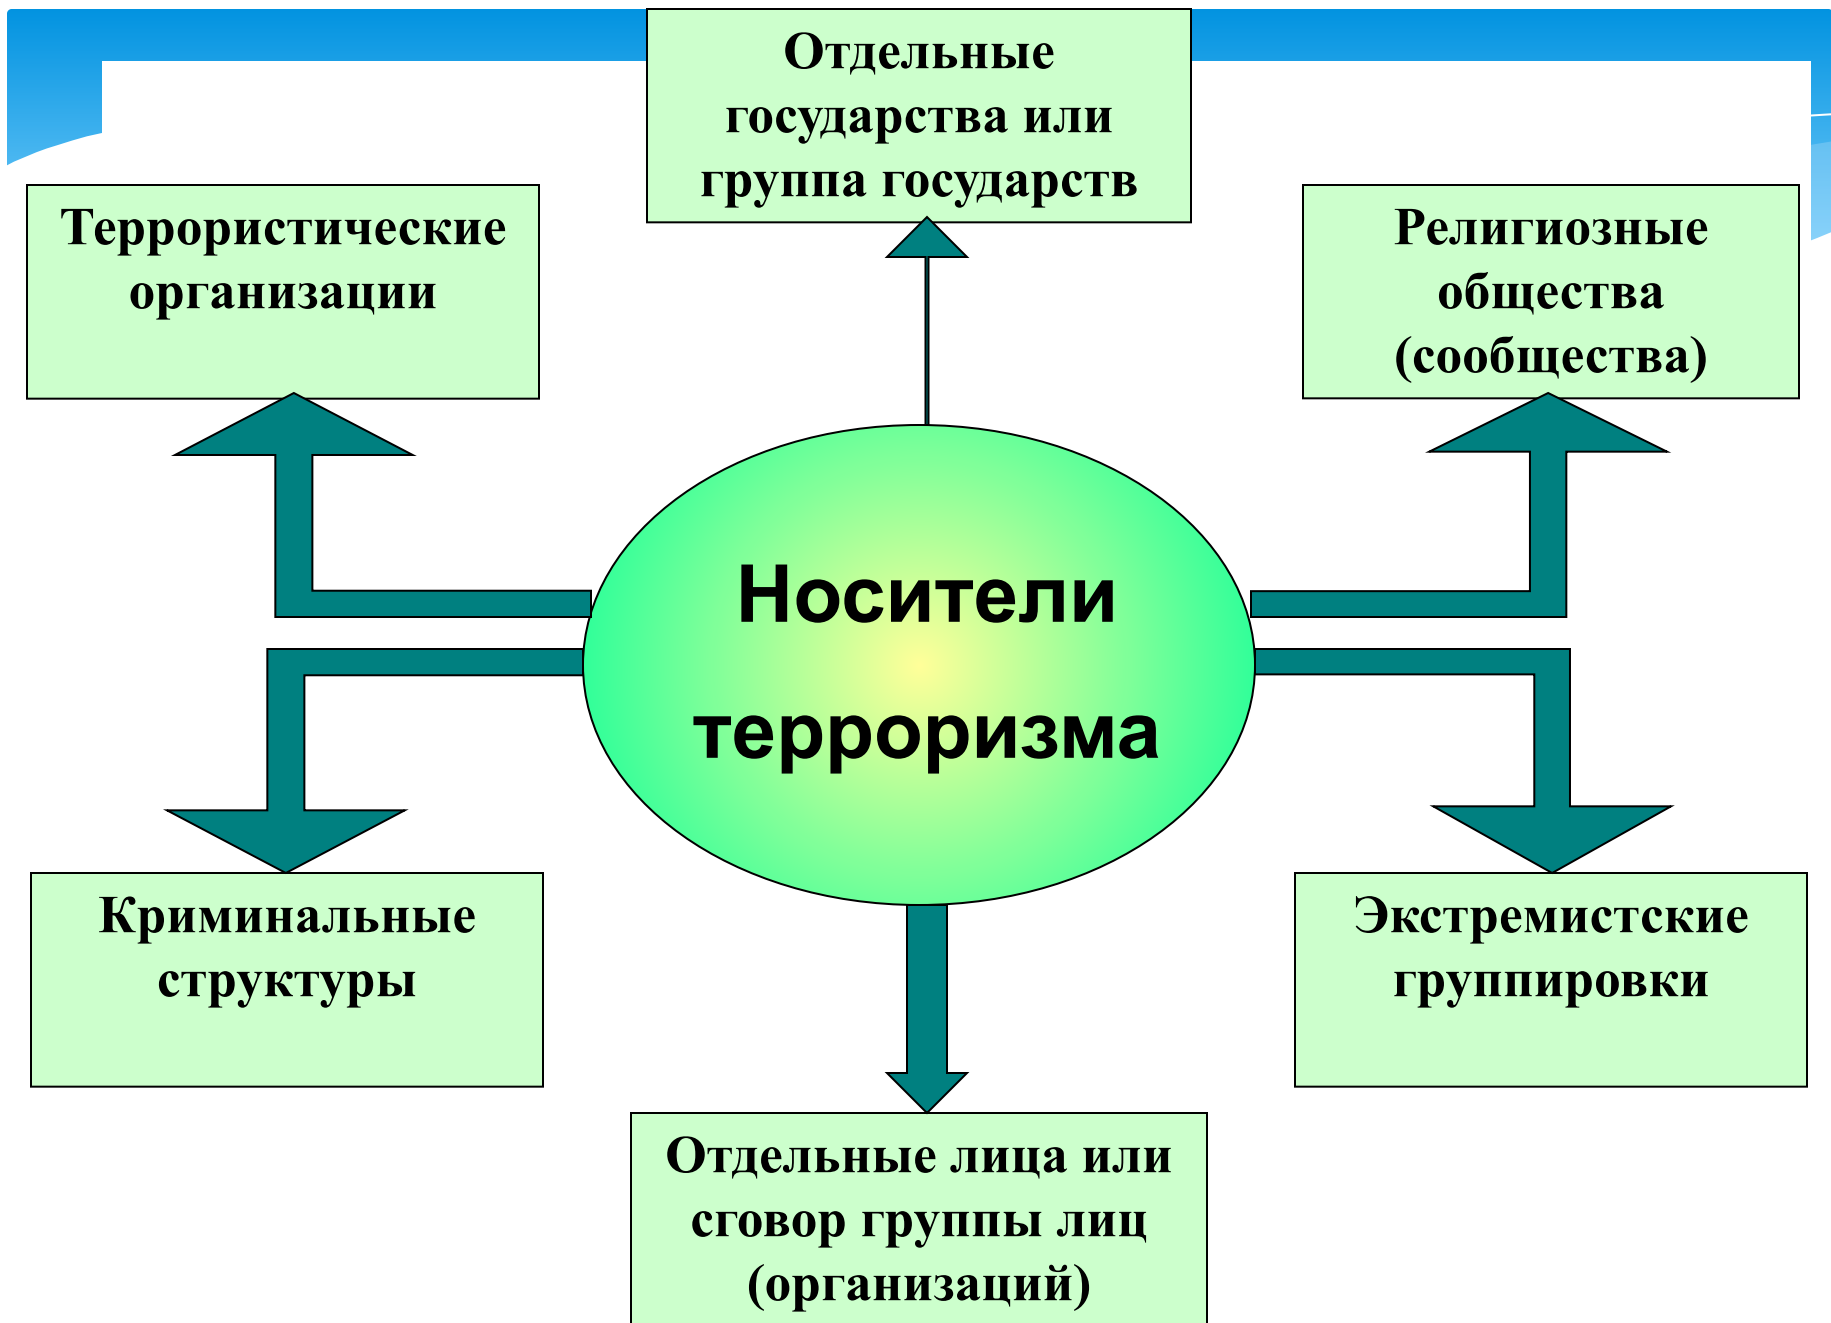 Отдельные
государства или
группа государств
Террористические
организации
Религиозные
общества
(сообщества)
Носители
терроризма
Криминальные
структуры
Экстремистские
группировки
Отдельные лица или
сговор группы лиц
(организаций)